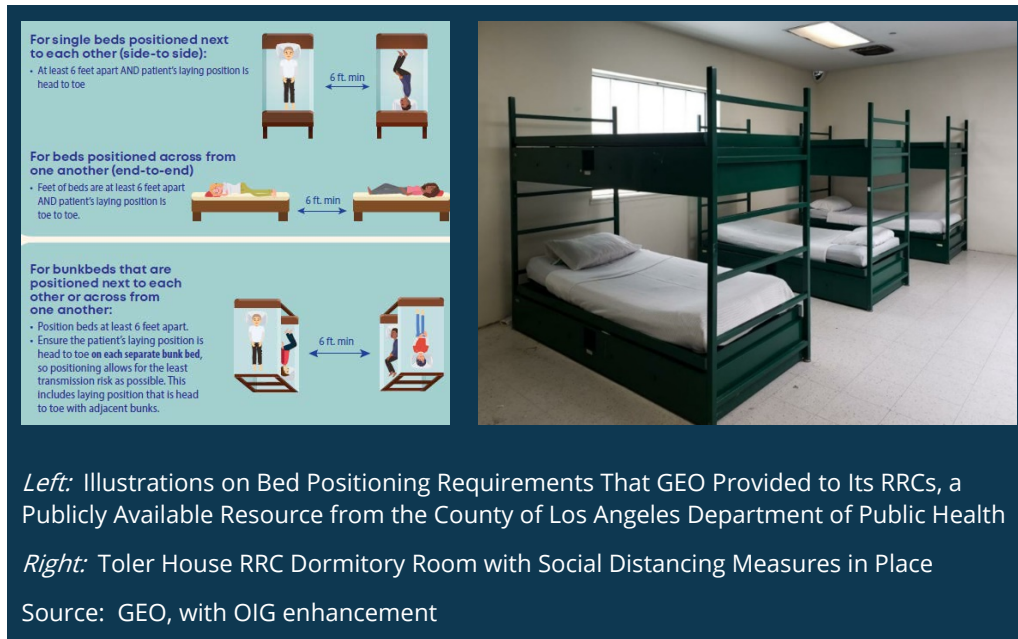 For single beds positioned next
to each other (side-to side):
• At least 6 feet apart AND patient's laying position is
head to toe
6 ft. min
For beds positioned across from
one another (end-to-end)
• Feet of beds are at least 6 feet apart
AND patient's laying position is
toe to toe.
6 ft. min
For bunkbeds that are
positioned next to each
other or across from
one another:
• Position beds at least 6 feet apart.
• Ensure the patient's laying position is
head to toe on each separate bunk bed,
so positioning allows for the least
transmission risk as possible. This
includes laying position that is head
to toe with adjacent bunks.
6 ft. min
Left: Illustrations on Bed Positioning Requirements That GEO Provided to Its RRCs, a
Publicly Available Resource from the County of Los Angeles Department of Public Health
Right: Toler House RRC Dormitory Room with Social Distancing Measures in Place
Source: GEO, with OIG enhancement